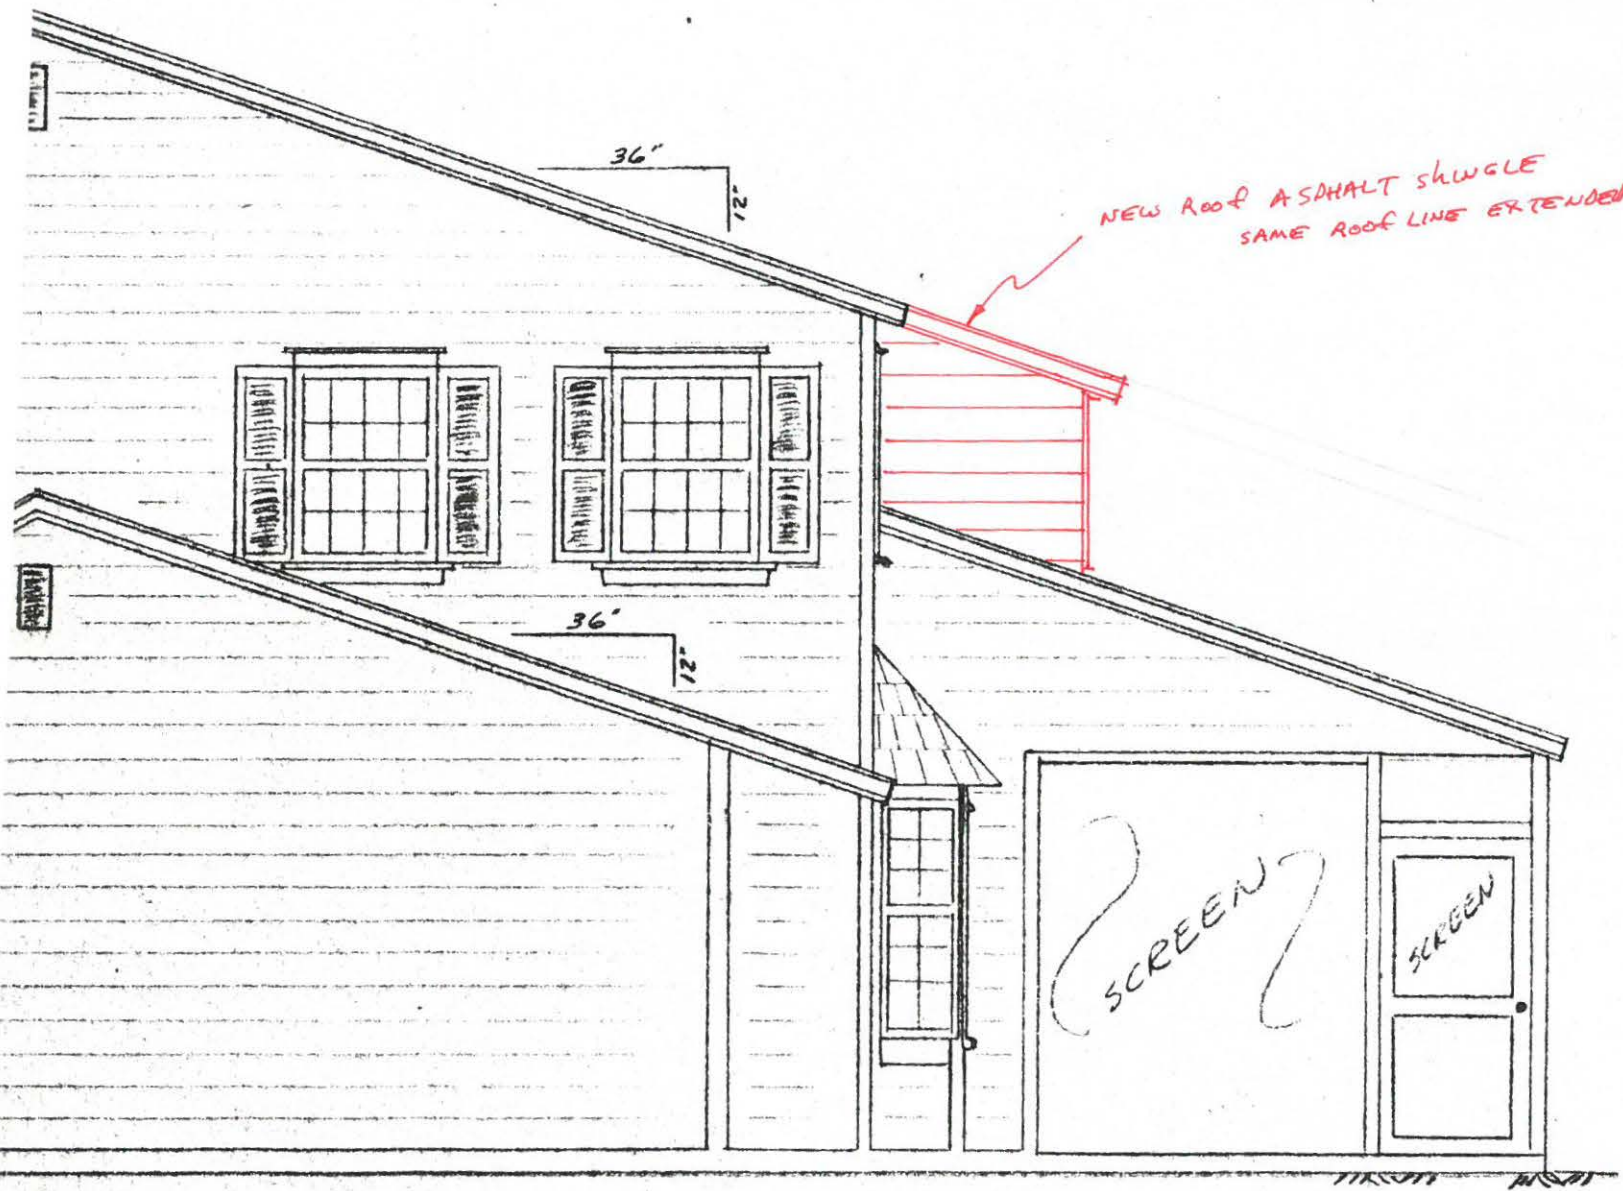 36"
12"
NEW ROOF ASPHALT SHINGLE
SAME ROOF LINE EXTENDED
36"
12"
SCREEN
SCREEN